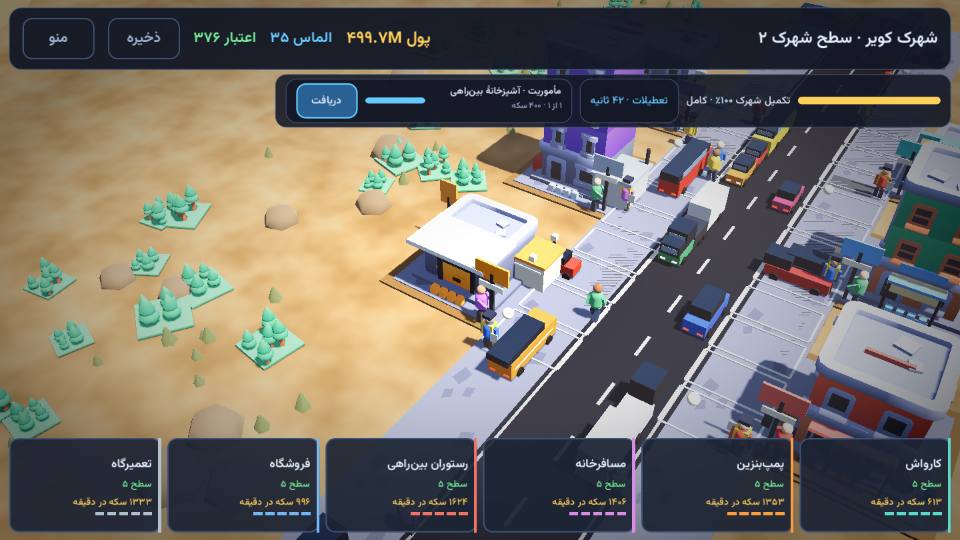 شهرک کویر · سطح شهرک ۲
پول ۴۹۹.۷M
الماس ۳۵
اعتبار ۳۷۶
ذخیره
منو
تکمیل شهرک ۱۰۰٪ · کامل
تعطیلات · ۴۲ ثانیه
مأموریت · آشپزخانهٔ بین‌راهی
۱ از ۱ · ۴۰۰ سکه
دریافت
کارواش
سطح ۵
۶۱۳ سکه در دقیقه
پمپ‌بنزین
سطح ۵
۱۳۵۳ سکه در دقیقه
مسافرخانه
سطح ۵
۱۴۰۶ سکه در دقیقه
رستوران بین‌راهی
سطح ۵
۱۶۲۴ سکه در دقیقه
فروشگاه
سطح ۵
۹۹۶ سکه در دقیقه
تعمیرگاه
سطح ۵
۱۳۳۳ سکه در دقیقه